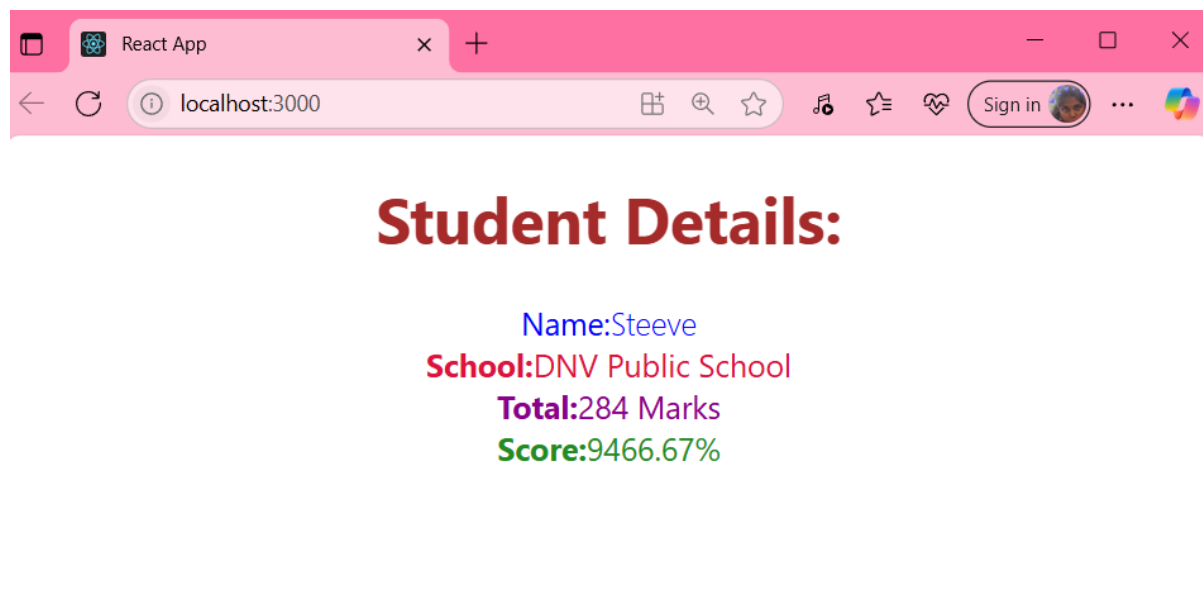 React App
localhost:3000
Sign in
Student Details:
Name:Steeve
School:DNV Public School
Total:284 Marks
Score:9466.67%